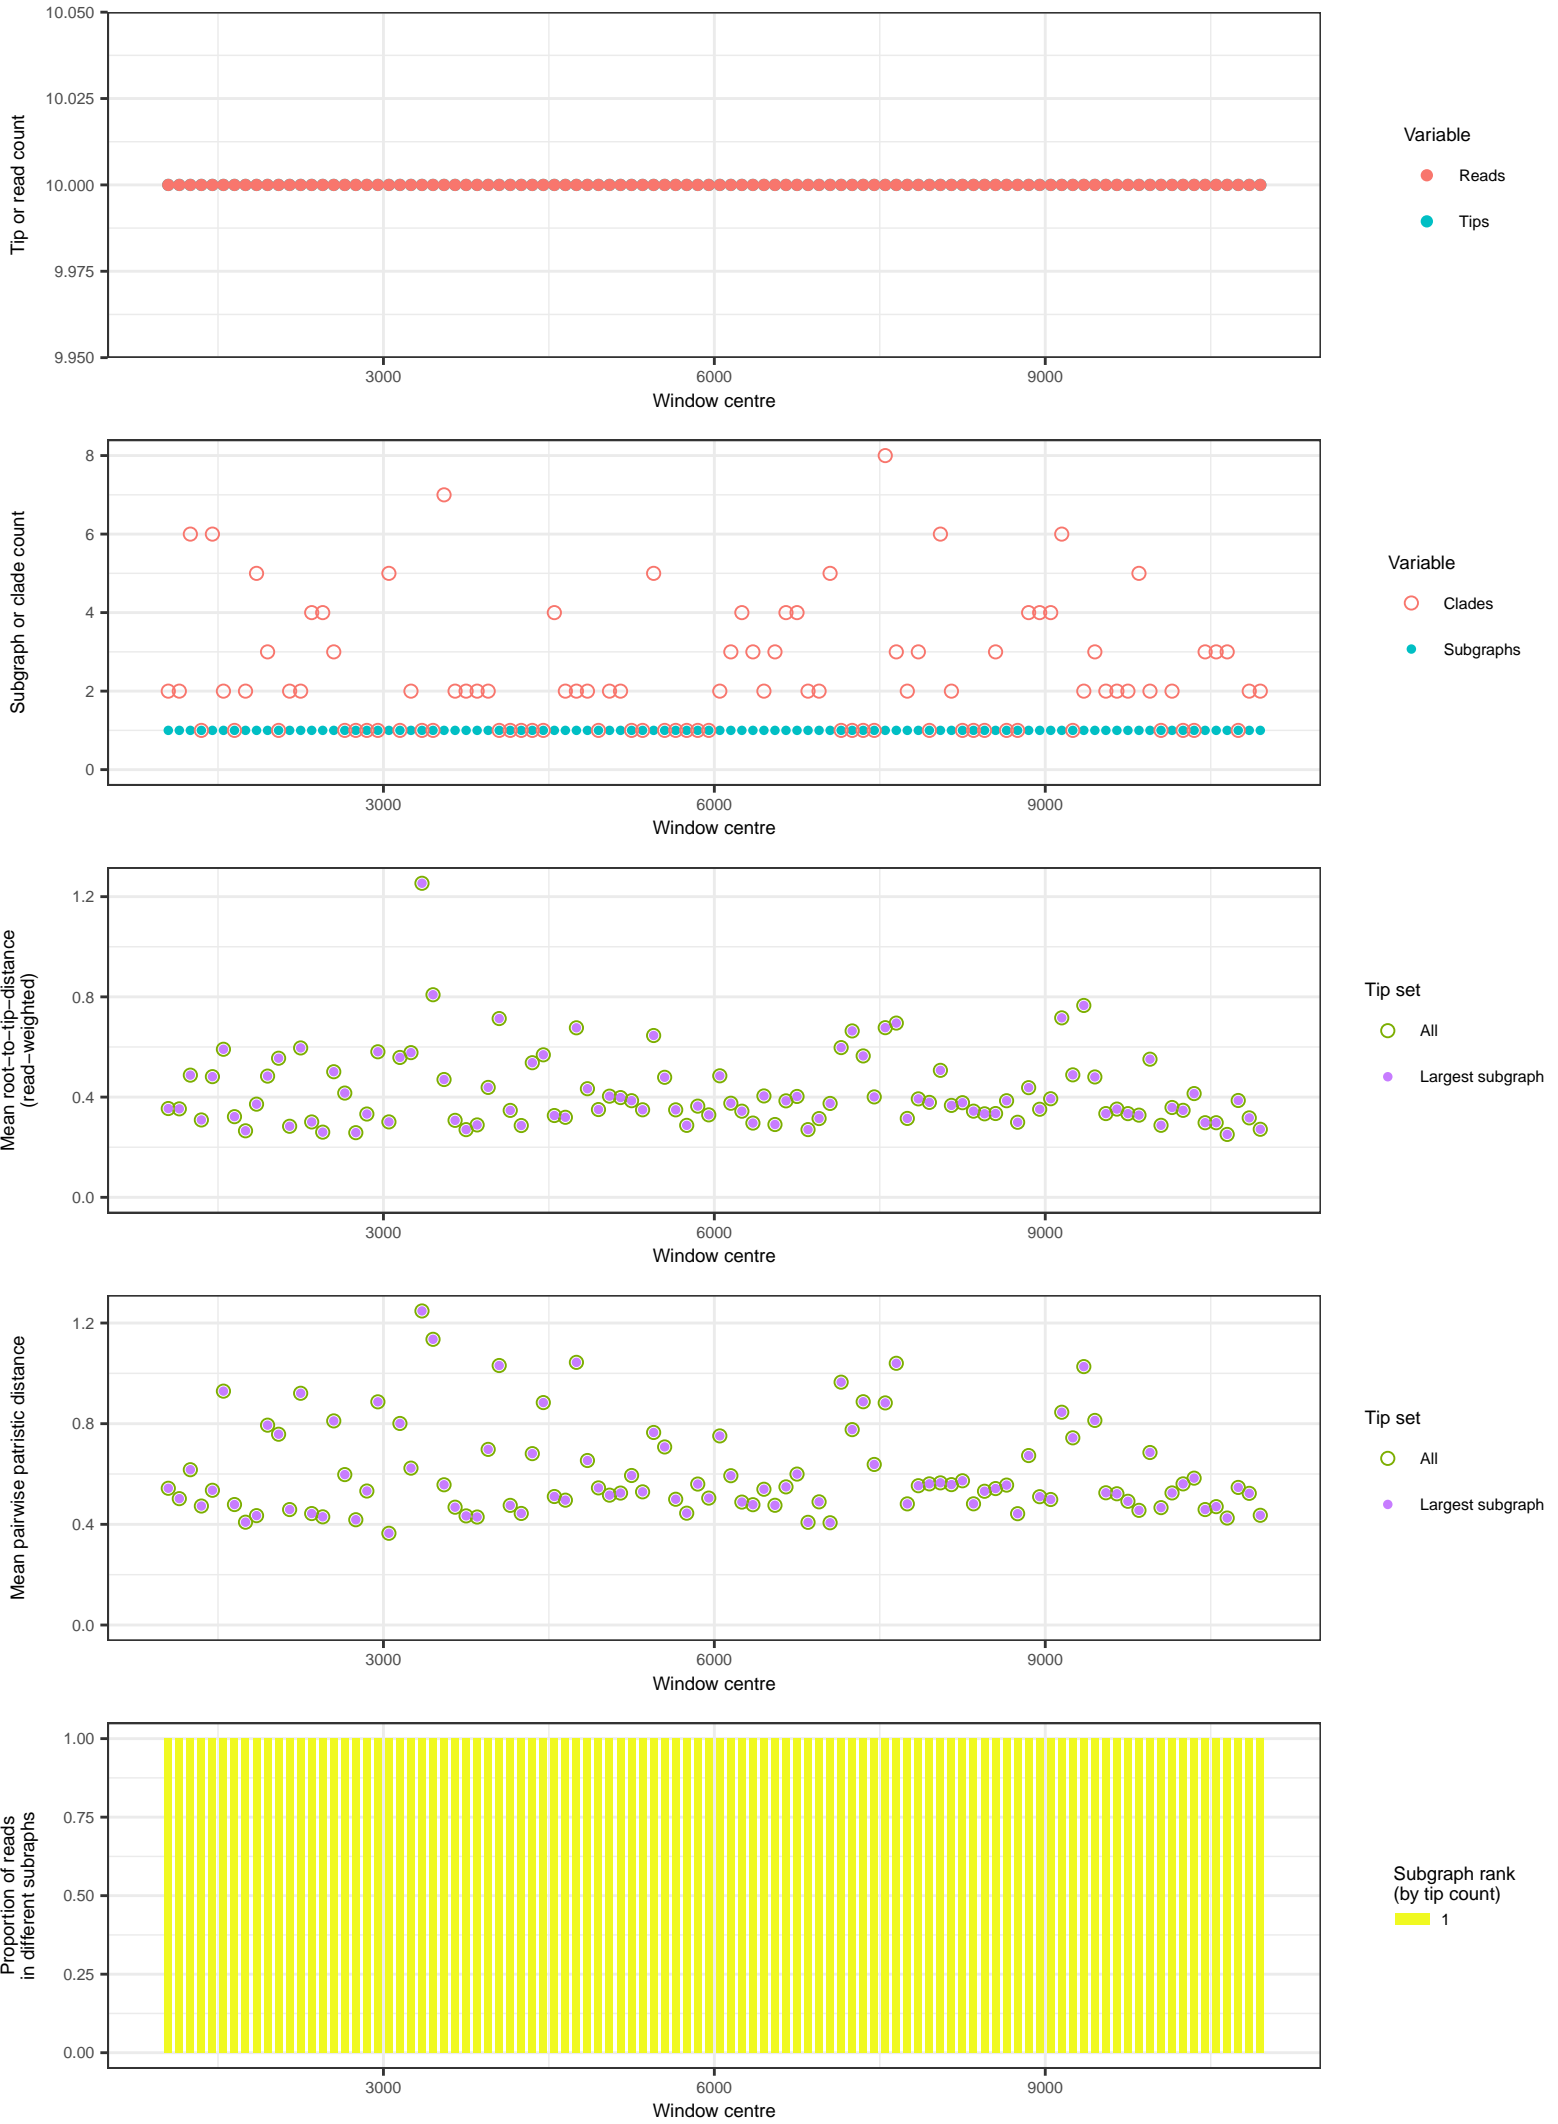 10.050
10.025
10.000
9.975
9.950
Tip or read count
3000 6000 9000
Window centre
Variable
Reads
Tips
8
6
4
2
0
Subgraph or clade count
3000 6000 9000
Window centre
Variable
Clades
Subgraphs
1.2
0.8
0.4
0.0
Mean root−to−tip−distance
(read−weighted)
3000 6000 9000
Window centre
Tip set
All
Largest subgraph
1.2
0.8
0.4
0.0
Mean pairwise patristic distance
3000 6000 9000
Window centre
Tip set
All
Largest subgraph
1.00
0.75
0.50
0.25
0.00
Proportion of reads
in different subraphs
3000 6000 9000
Window centre
Subgraph rank
(by tip count)
1